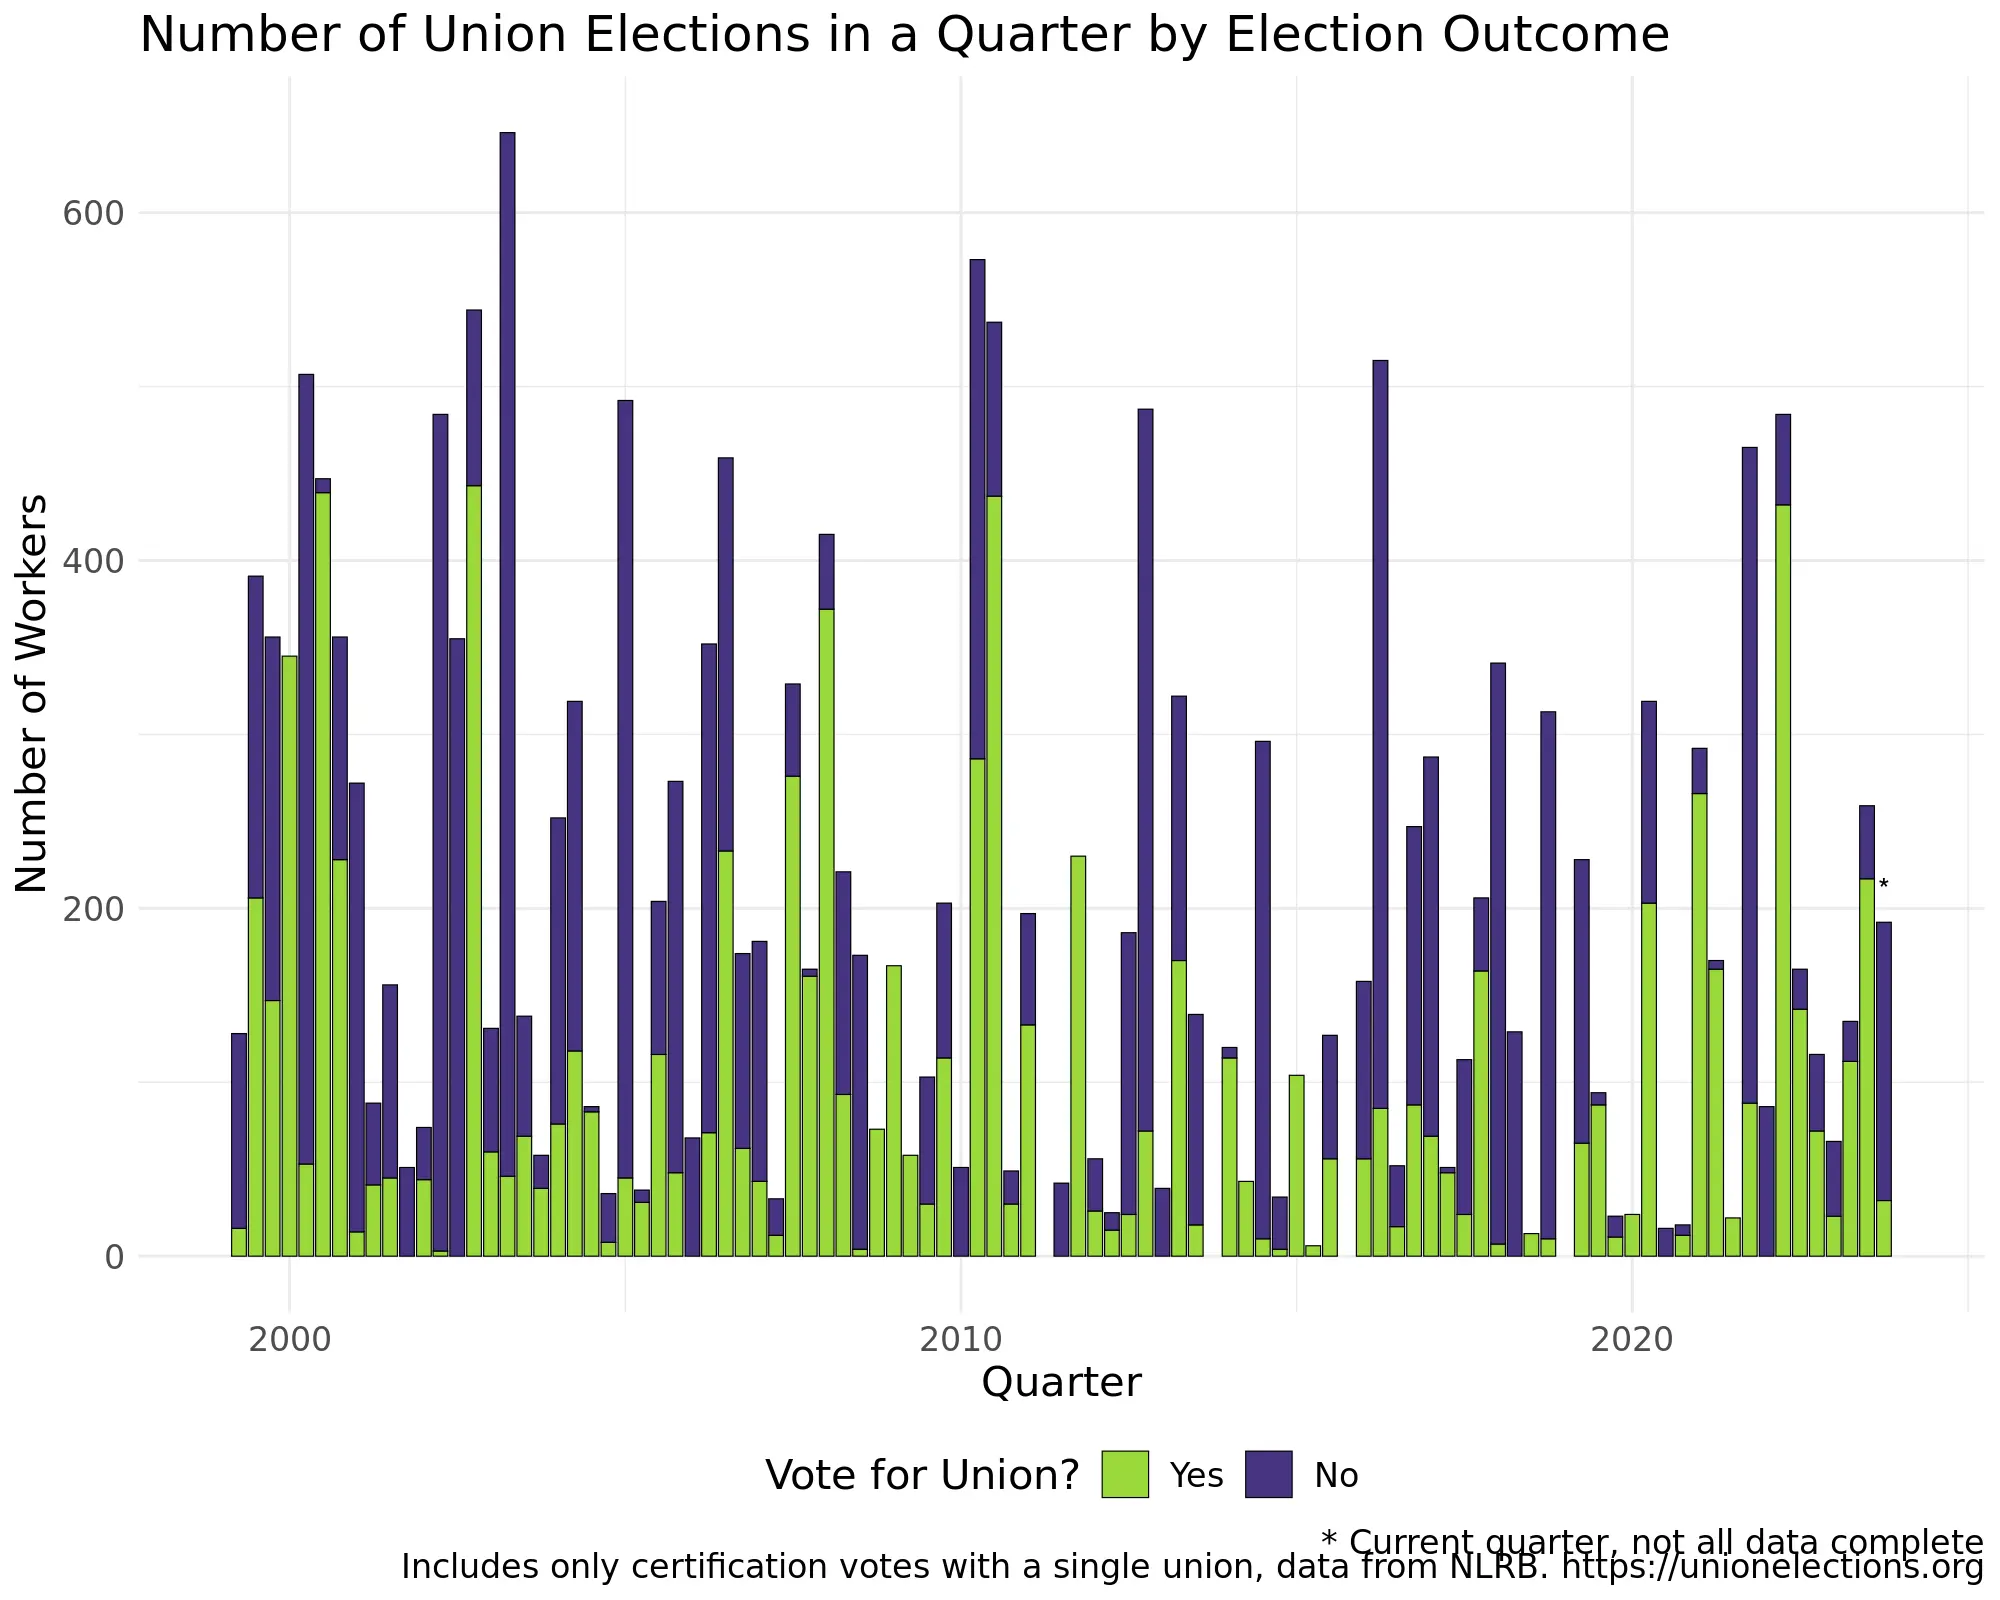 Number of Union Elections in a Quarter by Election Outcome
Number of Workers
600
400
200
0
*
2000 2010 2020
Quarter
Vote for Union? Yes No
* Current quarter, not all data complete
Includes only certification votes with a single union, data from NLRB. https://unionelections.org